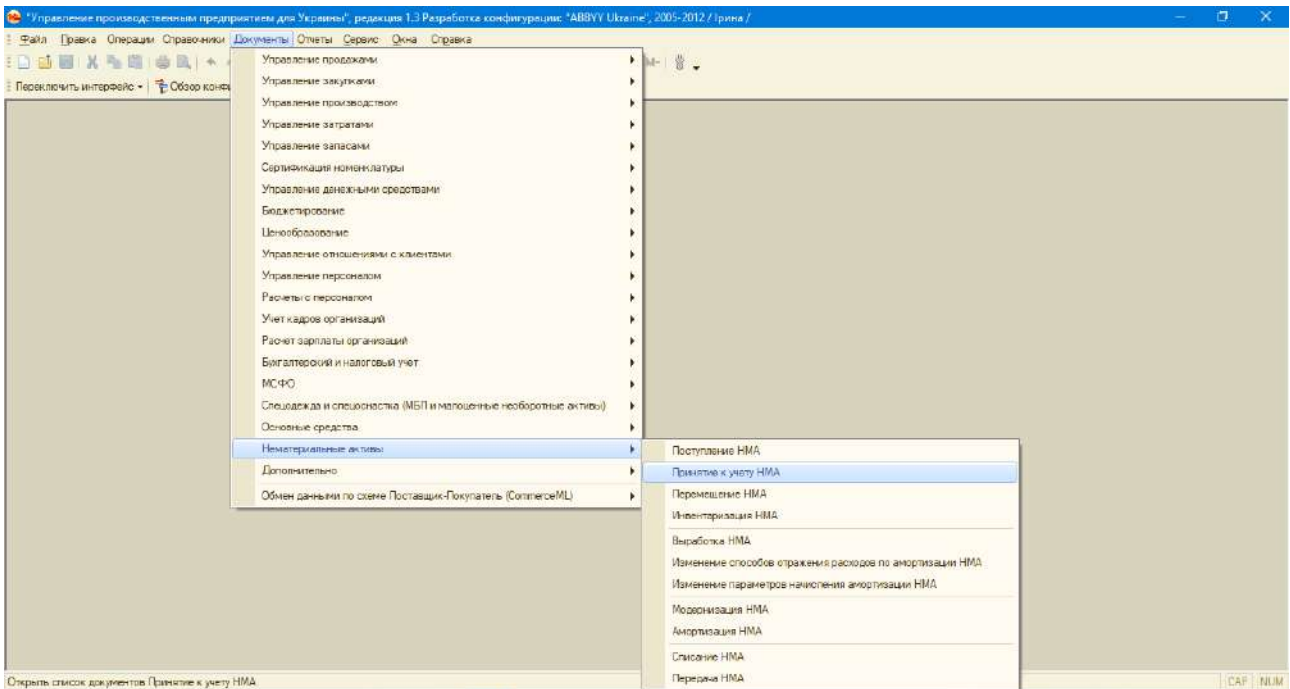 "Управление производственным предприятием для Украины", редакция 1.3 Разработка конфигурации: "ABBYY Ukraine", 2005-2012 / Ірина /
Файл Правка Операции Справочники Документы Отчеты Сервис Окна Справка
M-
Переключить интерфейс Обзор конфи
Управление продажами
Управление закупками
Управление производством
Управление затратами
Управление запасами
Сертификация номенклатуры
Управление денежными средствами
Бюджетирование
Ценообразование
Управление отношениями с клиентами
Управление персоналом
Расчеты с персоналом
Учет кадров организаций
Расчет зарплаты организаций
Бухгалтерский и налоговый учет
МСФО
Спецодежда и спецоснастка (МБП и малоценные необоротные активы)
Основные средства
Нематериальные активы
Дополнительно
Обмен данными по схеме Поставщик-Покупатель (CommerceML)
Поступление НМА
Принятие к учету НМА
Перемещение НМА
Инвентаризация НМА
Выработка НМА
Изменение способов отражения расходов по амортизации НМА
Изменение параметров начисления амортизации НМА
Модернизация НМА
Амортизация НМА
Списание НМА
Передача НМА
Открыть список документов Принятие к учету НМА
CAP NUM